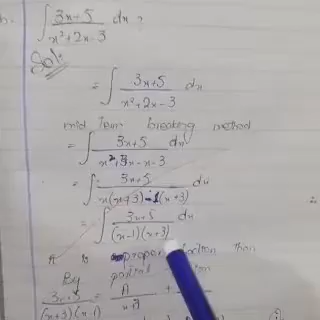 ∫ 3x+5 / x²+2x-3 dx ?
Sol:
= ∫ 3x+5 / x²+2x-3 dx
mid term breaking method
= ∫ 3x+5 / x²+3x-x-3 dx
= ∫ 3x+5 / x(x+3)-1(x+3) dx
= ∫ 3x+5 / (x-1)(x+3) dx
It is proper fraction then
By partial
3x+5 / (x+3)(x-1) = A / +